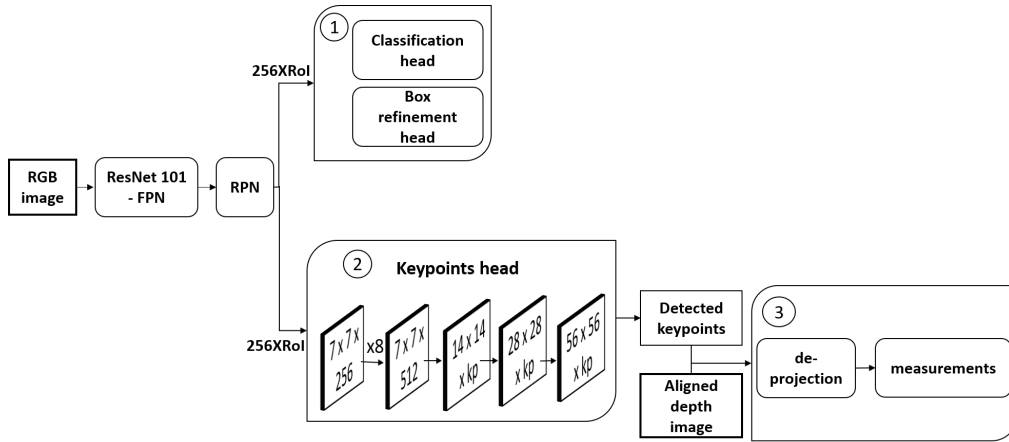 1
Classification
head
256XRoI
Box
refinement
head
RGB
image
ResNet 101
- FPN
RPN
2
Keypoints head
256XRoI
7 x 7 x
256
x8
7 x 7 x
512
14 x 14
x kp
28 x 28
x kp
56 x 56
x kp
Detected
keypoints
Aligned
depth
image
3
de-
projection
measurements